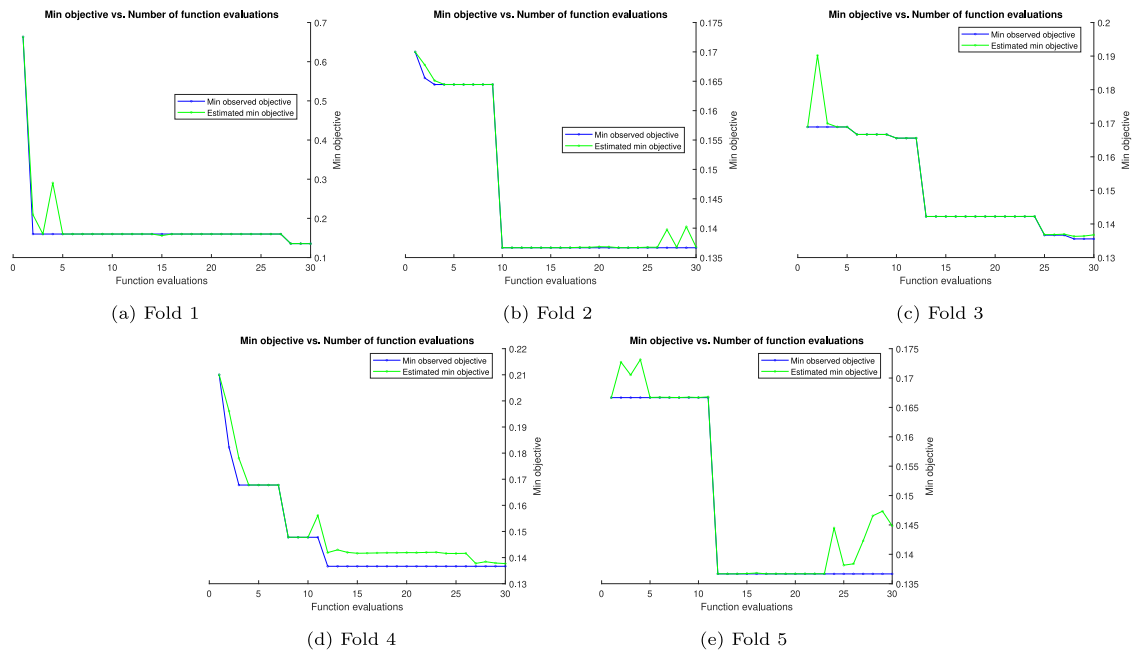 Min objective vs. Number of function evaluations
Min observed objective
Estimated min objective
0.7
0.6
0.5
0.4
0.3
0.2
0.1
Min objective
0 5 10 15 20 25 30
Function evaluations
(a) Fold 1
Min objective vs. Number of function evaluations
Min observed objective
Estimated min objective
0.175
0.17
0.165
0.16
0.155
0.15
0.145
0.14
0.135
Min objective
0 5 10 15 20 25 30
Function evaluations
(b) Fold 2
Min objective vs. Number of function evaluations
Min observed objective
Estimated min objective
0.2
0.19
0.18
0.17
0.16
0.15
0.14
0.13
Min objective
0 5 10 15 20 25 30
Function evaluations
(c) Fold 3
Min objective vs. Number of function evaluations
Min observed objective
Estimated min objective
0.22
0.21
0.2
0.19
0.18
0.17
0.16
0.15
0.14
0.13
Min objective
0 5 10 15 20 25 30
Function evaluations
(d) Fold 4
Min objective vs. Number of function evaluations
Min observed objective
Estimated min objective
0.175
0.17
0.165
0.16
0.155
0.15
0.145
0.14
0.135
Min objective
0 5 10 15 20 25 30
Function evaluations
(e) Fold 5